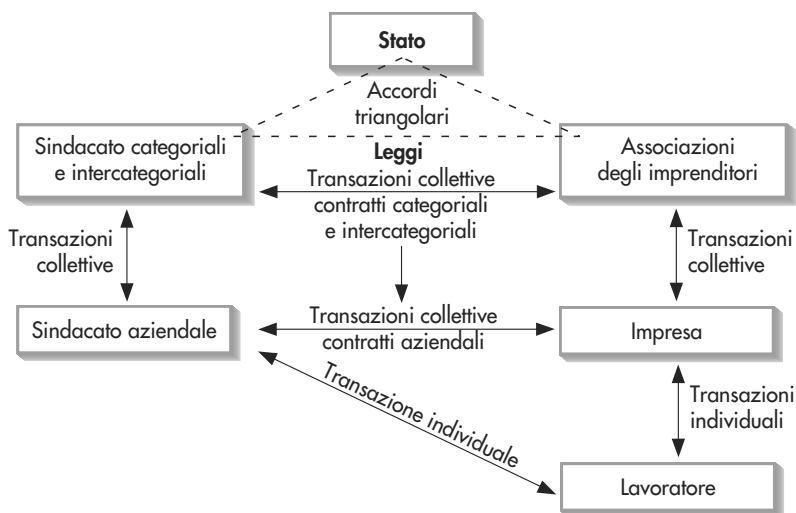 Stato
Accordi
triangolari
Sindacato categoriali
e intercategoriali
Associazioni
degli imprenditori
Leggi
Transazioni collettive
contratti categoriali
e intercategoriali
Transazioni
collettive
Transazioni
collettive
Sindacato aziendale
Transazioni collettive
contratti aziendali
Impresa
Transazione individuale
Transazioni
individuali
Lavoratore